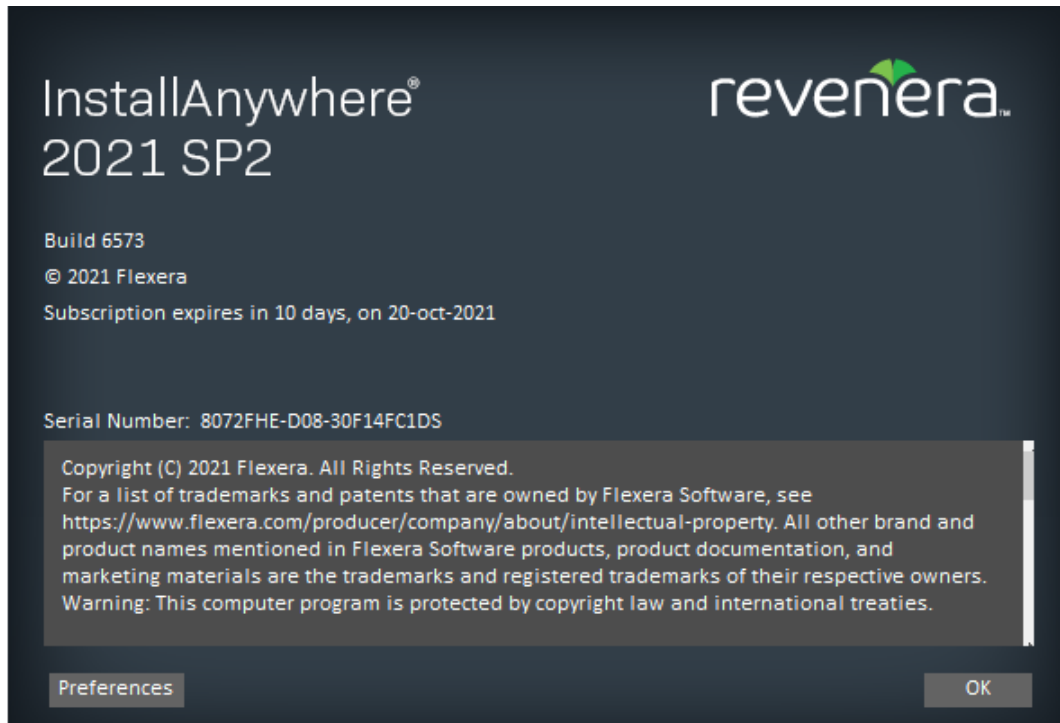 InstallAnywhere®
2021 SP2
revenera™
Build 6573
© 2021 Flexera
Subscription expires in 10 days, on 20-oct-2021
Serial Number: 8072FHE-D08-30F14FC1DS
Copyright (C) 2021 Flexera. All Rights Reserved.
For a list of trademarks and patents that are owned by Flexera Software, see
https://www.flexera.com/producer/company/about/intellectual-property. All other brand and
product names mentioned in Flexera Software products, product documentation, and
marketing materials are the trademarks and registered trademarks of their respective owners.
Warning: This computer program is protected by copyright law and international treaties.
Preferences
OK